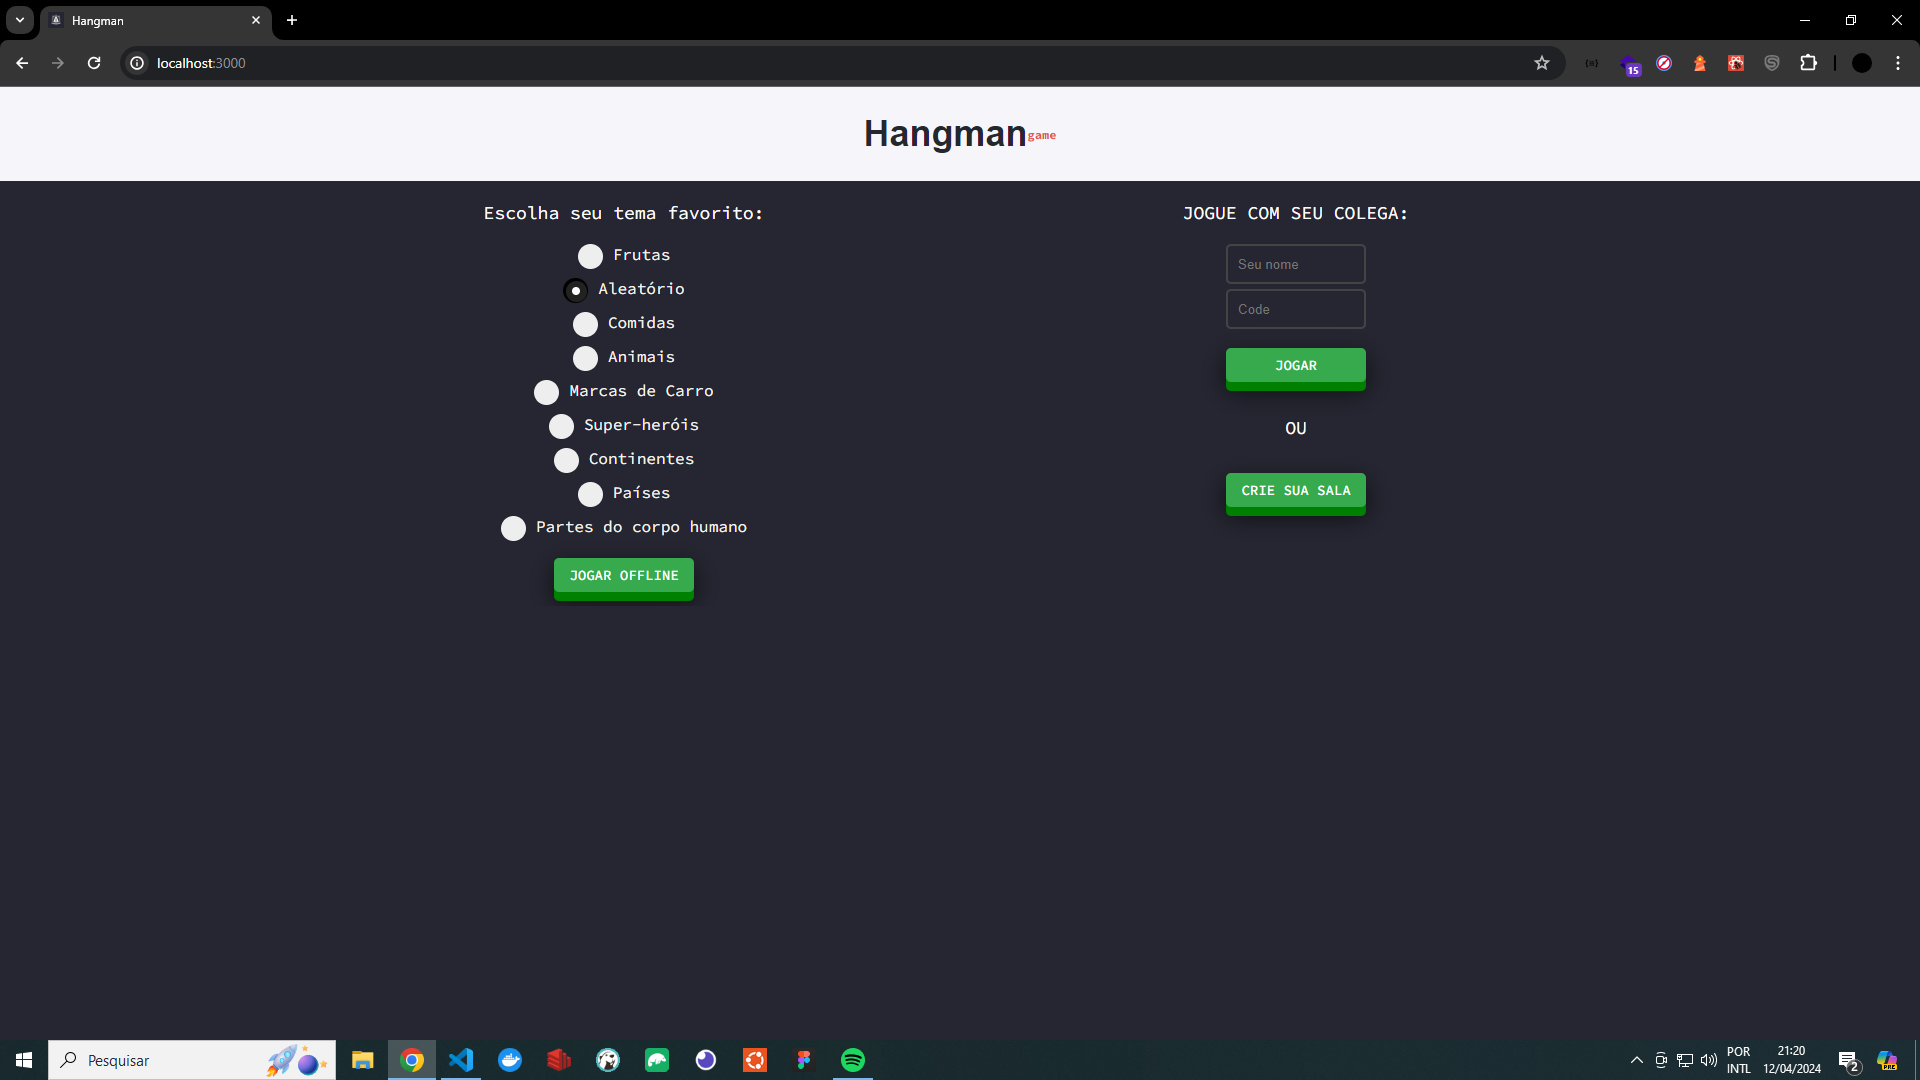 Hangman
localhost:3000
15
Hangman game
Escolha seu tema favorito:
Frutas
Aleatório
Comidas
Animais
Marcas de Carro
Super-heróis
Continentes
Países
Partes do corpo humano
JOGAR OFFLINE
JOGUE COM SEU COLEGA:
Seu nome
Code
JOGAR
OU
CRIE SUA SALA
Pesquisar
POR
INTL
21:20
12/04/2024
2
PRE